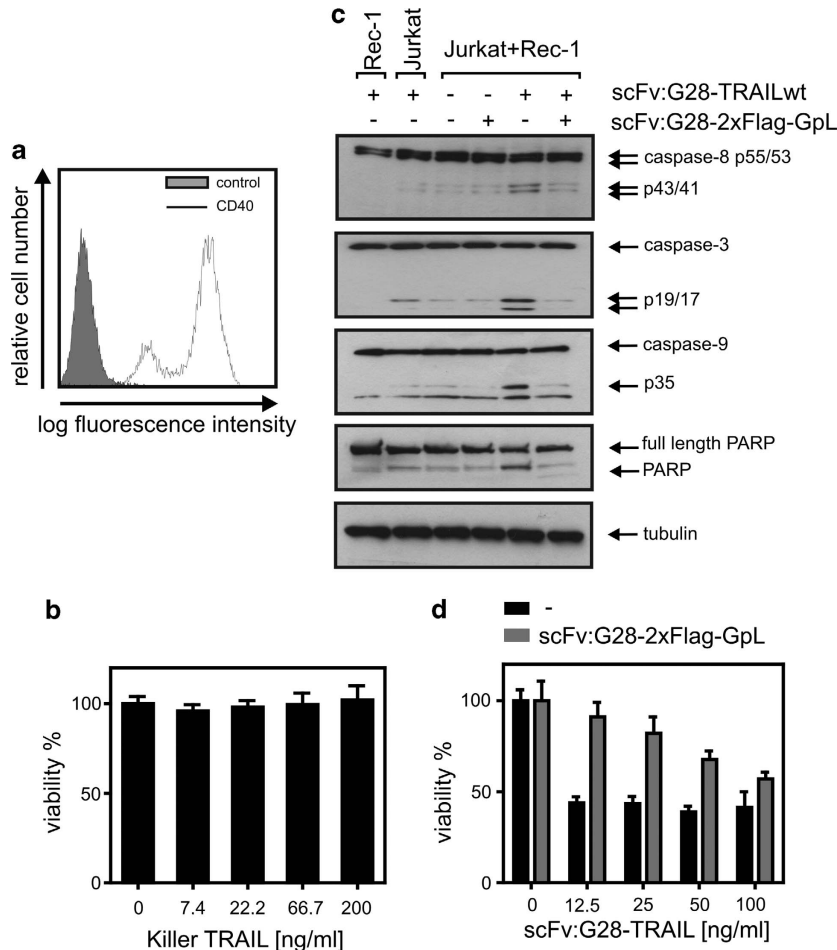 c
Rec-1
Jurkat
Jurkat+Rec-1
+ + - - + + scFv:G28-TRAILwt
- - - + - + scFv:G28-2xFlag-GpL
caspase-8 p55/53
p43/41
caspase-3
p19/17
caspase-9
p35
full length PARP
PARP
tubulin
a
control
CD40
relative cell number
log fluorescence intensity
b
viability %
100
50
0
0 7.4 22.2 66.7 200
Killer TRAIL [ng/ml]
d
-
scFv:G28-2xFlag-GpL
viability %
100
50
0
0 12.5 25 50 100
scFv:G28-TRAIL [ng/ml]